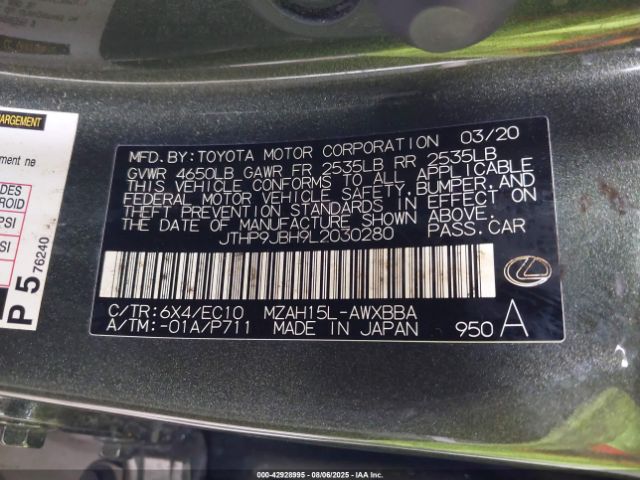 MFD. BY: TOYOTA MOTOR CORPORATION 03/20
GVWR 4650LB GAWR FR 2535LB RR 2535LB
THIS VEHICLE CONFORMS TO ALL APPLICABLE
FEDERAL MOTOR VEHICLE SAFETY, BUMPER, AND
THEFT PREVENTION STANDARDS IN EFFECT ON
THE DATE OF MANUFACTURE SHOWN ABOVE.
JTHP9JBH9L2030280 PASS.CAR
C/TR:6X4/EC10 MZAH15L-AWXBBA
A/TM:-01A/P711 MADE IN JAPAN 950 A
HARGEMENT
ment ne
DES
ROID
PSI
SI
P 5 76240
000-42928995 08/06/2025 IAAI